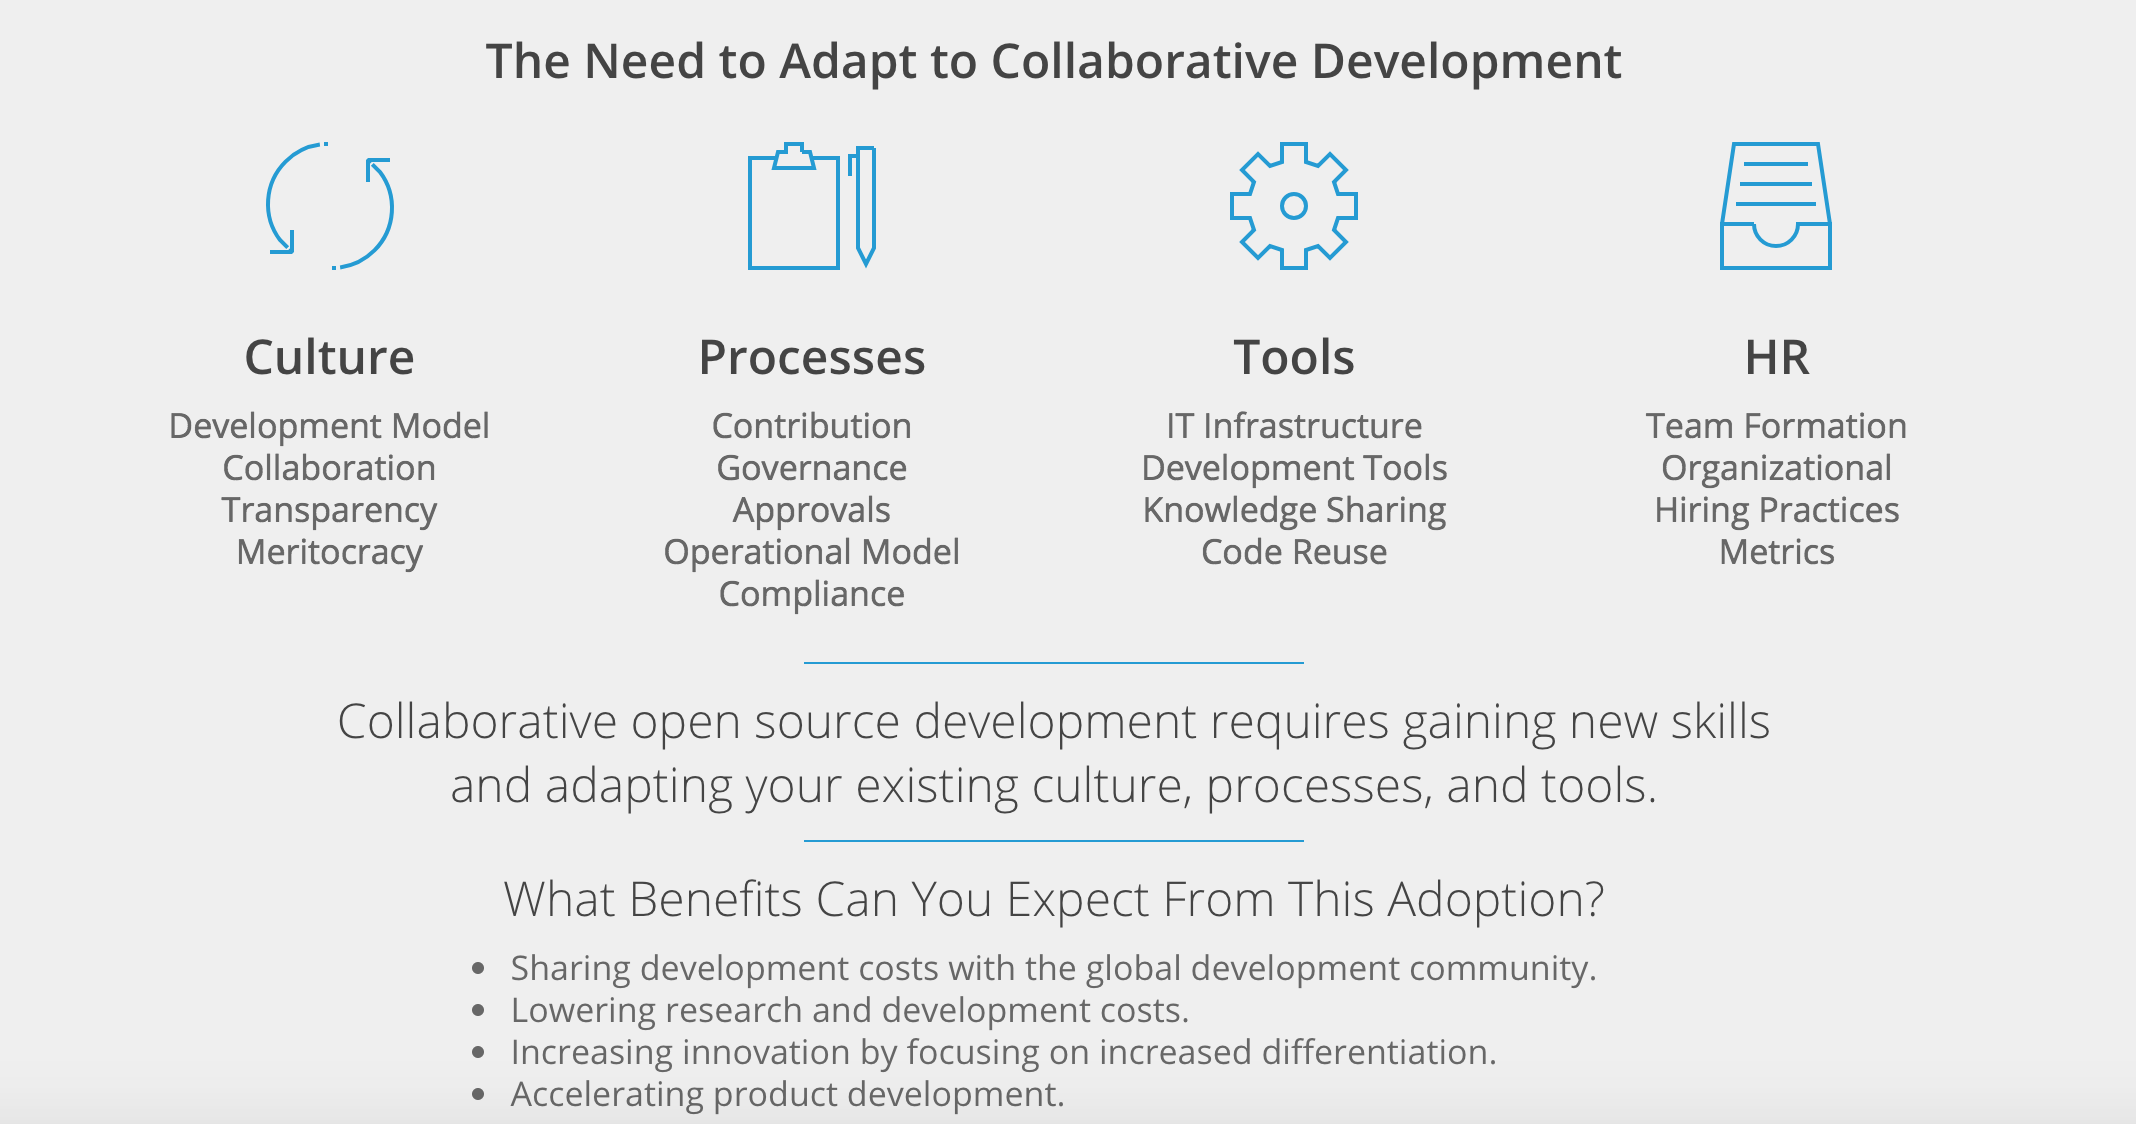 The Need to Adapt to Collaborative Development
Culture
Development Model
Collaboration
Transparency
Meritocracy
Processes
Contribution
Governance
Approvals
Operational Model
Compliance
Tools
IT Infrastructure
Development Tools
Knowledge Sharing
Code Reuse
HR
Team Formation
Organizational
Hiring Practices
Metrics
Collaborative open source development requires gaining new skills
and adapting your existing culture, processes, and tools.
What Benefits Can You Expect From This Adoption?
• Sharing development costs with the global development community.
• Lowering research and development costs.
• Increasing innovation by focusing on increased differentiation.
• Accelerating product development.